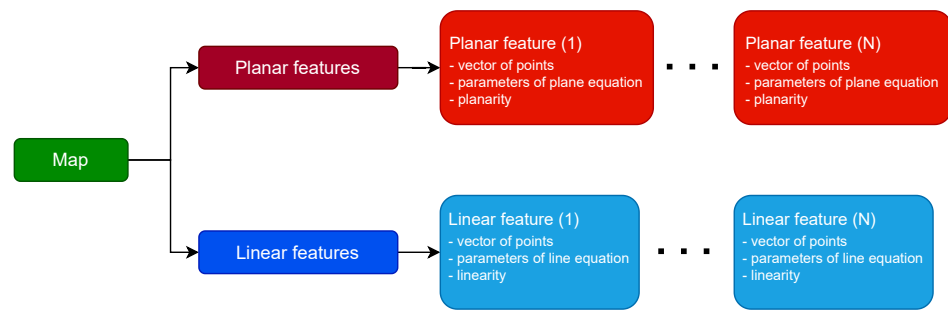 Map
Planar features
Planar feature (1)
- vector of points
- parameters of plane equation
- planarity
. . .
Planar feature (N)
- vector of points
- parameters of plane equation
- planarity
Linear features
Linear feature (1)
- vector of points
- parameters of line equation
- linearity
. . .
Linear feature (N)
- vector of points
- parameters of line equation
- linearity